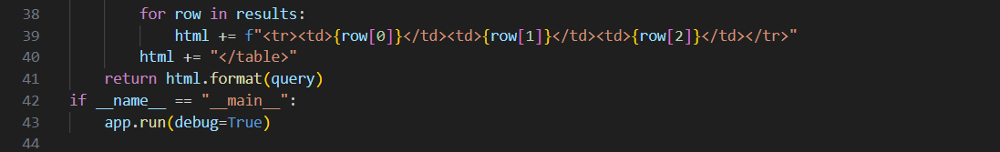 38 for row in results:
39 html += f"<tr><td>{row[0]}</td><td>{row[1]}</td><td>{row[2]}</td></tr>"
40 html += "</table>"
41 return html.format(query)
42 if __name__ == "__main__":
43 app.run(debug=True)
44